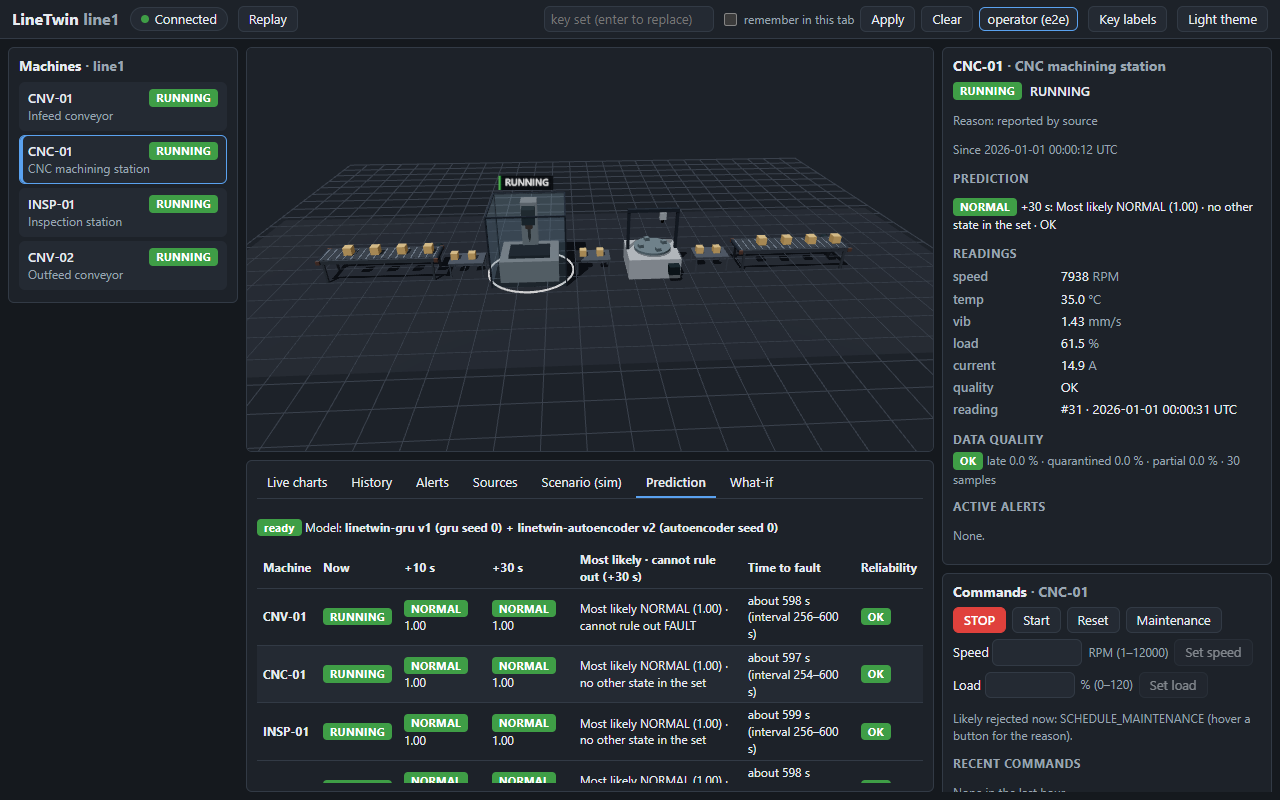 LineTwin line1 Connected Replay key set (enter to replace) remember in this tab Apply Clear operator (e2e) Key labels Light theme
Machines · line1
CNV-01 RUNNING
Infeed conveyor
CNC-01 RUNNING
CNC machining station
INSP-01 RUNNING
Inspection station
CNV-02 RUNNING
Outfeed conveyor
RUNNING
Live charts History Alerts Sources Scenario (sim) Prediction What-if
ready Model: linetwin-gru v1 (gru seed 0) + linetwin-autoencoder v2 (autoencoder seed 0)
Machine Now +10 s +30 s Most likely · cannot rule out (+30 s) Time to fault Reliability
CNV-01 RUNNING NORMAL 1.00 NORMAL 1.00 Most likely NORMAL (1.00) · cannot rule out FAULT about 598 s (interval 256–600 s) OK
CNC-01 RUNNING NORMAL 1.00 NORMAL 1.00 Most likely NORMAL (1.00) · no other state in the set about 597 s (interval 254–600 s) OK
INSP-01 RUNNING NORMAL 1.00 NORMAL 1.00 Most likely NORMAL (1.00) · no other state in the set about 599 s (interval 256–600 s) OK
NORMAL NORMAL Most likely NORMAL (1.00) · about 598 s
CNC-01 · CNC machining station
RUNNING RUNNING
Reason: reported by source
Since 2026-01-01 00:00:12 UTC
PREDICTION
NORMAL +30 s: Most likely NORMAL (1.00) · no other
state in the set · OK
READINGS
speed 7938 RPM
temp 35.0 °C
vib 1.43 mm/s
load 61.5 %
current 14.9 A
quality OK
reading #31 · 2026-01-01 00:00:31 UTC
DATA QUALITY
OK late 0.0 % · quarantined 0.0 % · partial 0.0 % · 30
samples
ACTIVE ALERTS
None.
Commands · CNC-01
STOP Start Reset Maintenance
Speed RPM (1–12000) Set speed
Load % (0–120) Set load
Likely rejected now: SCHEDULE_MAINTENANCE (hover a
button for the reason).
RECENT COMMANDS